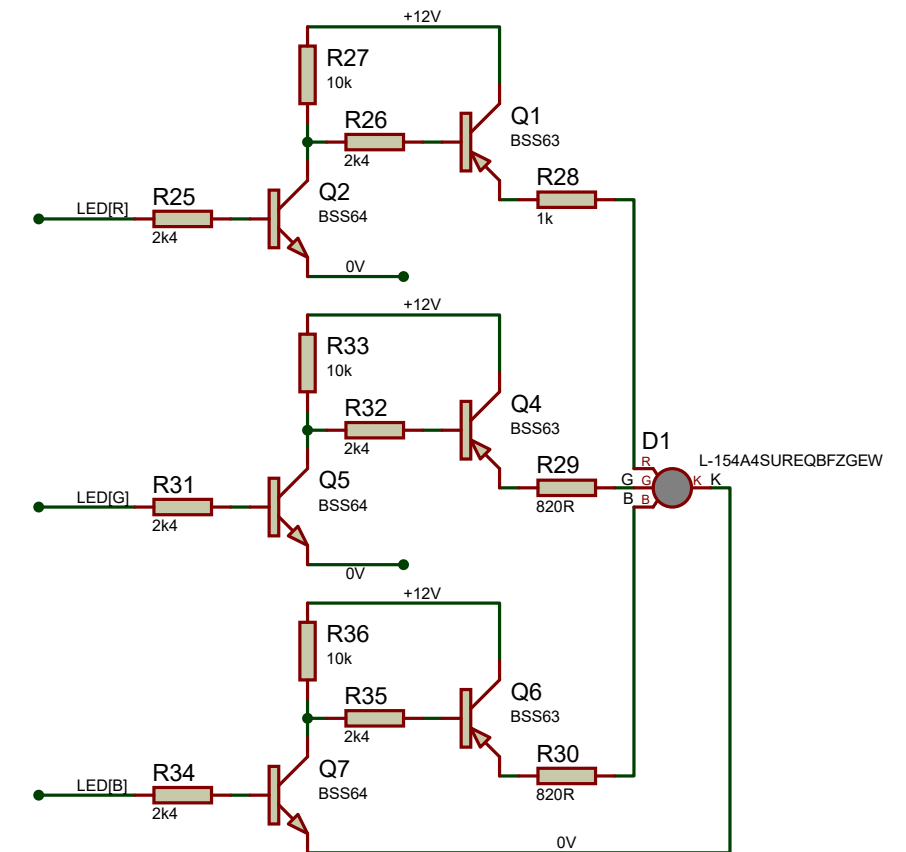 +12V
R27
10k
R26
2k4
Q1
BSS63
R28
1k
Q2
BSS64
LED[R]
R25
2k4
0V
+12V
R33
10k
R32
2k4
Q4
BSS63
D1
L-154A4SUREQBFZGEW
R
R29
820R
G G
K K
B B
Q5
BSS64
LED[G]
R31
2k4
0V
+12V
R36
10k
R35
2k4
Q6
BSS63
R30
820R
Q7
BSS64
LED[B]
R34
2k4
0V